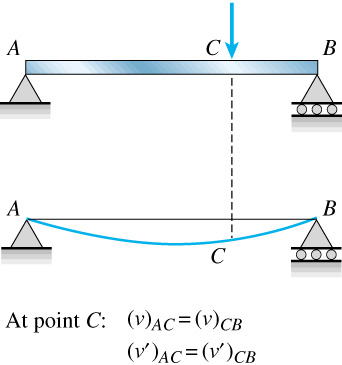 A C B
A B
C
At point C: (v)AC = (v)CB
(v′)AC = (v′)CB